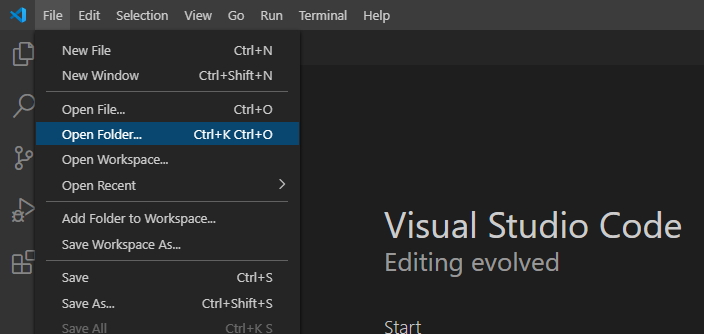 File Edit Selection View Go Run Terminal Help
New File Ctrl+N
New Window Ctrl+Shift+N
Open File... Ctrl+O
Open Folder... Ctrl+K Ctrl+O
Open Workspace...
Open Recent
Add Folder to Workspace...
Save Workspace As...
Save Ctrl+S
Save As... Ctrl+Shift+S
Save All Ctrl+K S
Visual Studio Code
Editing evolved
Start